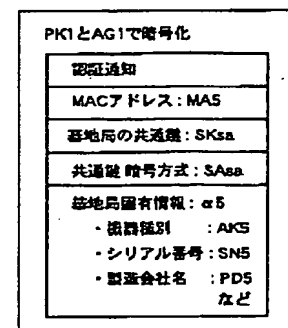 PK1とAG1で暗号化
認証通知
MACアドレス：MA5
基地局の共通鍵：SKsa
共通鍵 暗号方式：SAsa
基地局固有情報：α5
・機器種別　：AK5
・シリアル番号：SN5
・製造会社名　：PD5
など